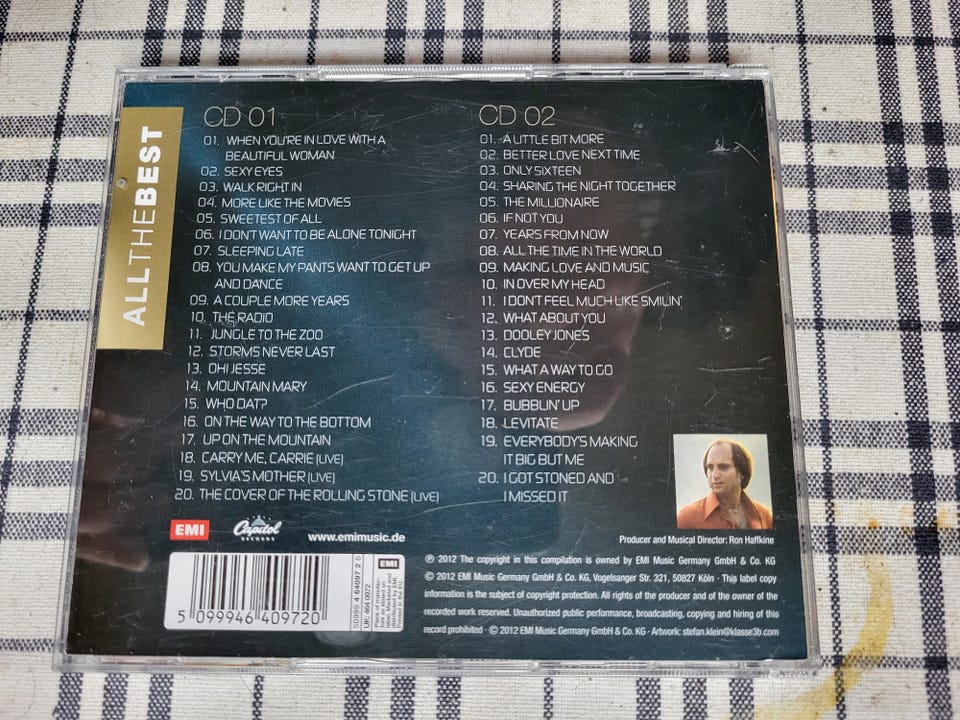 ALLTHEBEST
CD 01
01. WHEN YOU'RE IN LOVE WITH A
BEAUTIFUL WOMAN
02. SEXY EYES
03. WALK RIGHT IN
04. MORE LIKE THE MOVIES
05. SWEETEST OF ALL
06. I DON'T WANT TO BE ALONE TONIGHT
07. SLEEPING LATE
08. YOU MAKE MY PANTS WANT TO GET UP
AND DANCE
09. A COUPLE MORE YEARS
10. THE RADIO
11. JUNGLE TO THE ZOO
12. STORMS NEVER LAST
13. OH! JESSE
14. MOUNTAIN MARY
15. WHO DAT?
16. ON THE WAY TO THE BOTTOM
17. UP ON THE MOUNTAIN
18. CARRY ME, CARRIE (LIVE)
19. SYLVIA'S MOTHER (LIVE)
20. THE COVER OF THE ROLLING STONE (LIVE)
CD 02
01. A LITTLE BIT MORE
02. BETTER LOVE NEXT TIME
03. ONLY SIXTEEN
04. SHARING THE NIGHT TOGETHER
05. THE MILLIONAIRE
06. IF NOT YOU
07. YEARS FROM NOW
08. ALL THE TIME IN THE WORLD
09. MAKING LOVE AND MUSIC
10. IN OVER MY HEAD
11. I DON'T FEEL MUCH LIKE SMILIN'
12. WHAT ABOUT YOU
13. DOOLEY JONES
14. CLYDE
15. WHAT A WAY TO GO
16. SEXY ENERGY
17. BUBBLIN' UP
18. LEVITATE
19. EVERYBODY'S MAKING
IT BIG BUT ME
20. I GOT STONED AND
I MISSED IT
EMI
Capitol
RECORDS
www.emimusic.de
Producer and Musical Director: Ron Haffkine
5 099946 409720
50999 4 64097 2 0
UK: 464 0972
EMI
℗ 2012 The copyright in this compilation is owned by EMI Music Germany GmbH & Co. KG
© 2012 EMI Music Germany GmbH & Co. KG, Vogelsanger Str. 321, 50827 Köln · This label copy
information is the subject of copyright protection. All rights of the producer and of the owner of the
recorded work reserved. Unauthorized public performance, broadcasting, copying and hiring of this
record prohibited · © 2012 EMI Music Germany GmbH & Co. KG · Artwork: stefan.klein@klasse3b.com